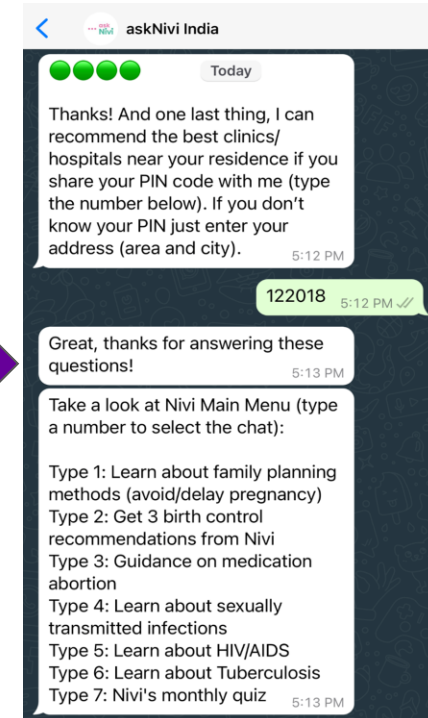 ask
Nivi
askNivi India
Today
Thanks! And one last thing, I can
recommend the best clinics/
hospitals near your residence if you
share your PIN code with me (type
the number below). If you don't
know your PIN just enter your
address (area and city).
5:12 PM
122018
5:12 PM
Great, thanks for answering these
questions!
5:13 PM
Take a look at Nivi Main Menu (type
a number to select the chat):
Type 1: Learn about family planning
methods (avoid/delay pregnancy)
Type 2: Get 3 birth control
recommendations from Nivi
Type 3: Guidance on medication
abortion
Type 4: Learn about sexually
transmitted infections
Type 5: Learn about HIV/AIDS
Type 6: Learn about Tuberculosis
Type 7: Nivi's monthly quiz
5:13 PM